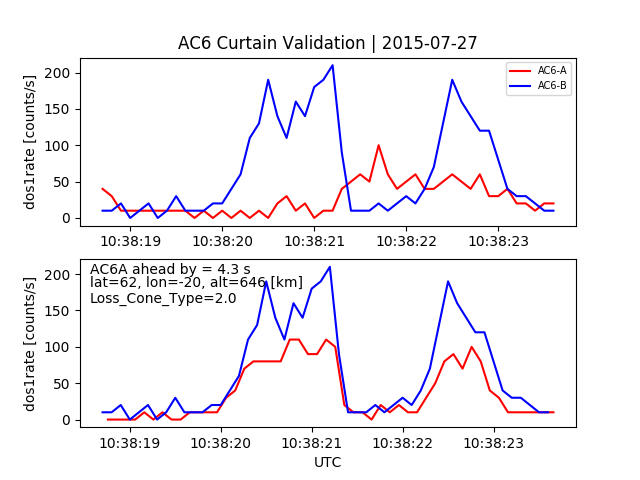 AC6 Curtain Validation | 2015-07-27
dos1rate [counts/s]
200
150
100
50
0
AC6-A
AC6-B
10:38:19 10:38:20 10:38:21 10:38:22 10:38:23
dos1rate [counts/s]
200
150
100
50
0
AC6A ahead by = 4.3 s
lat=62, lon=-20, alt=646 [km]
Loss_Cone_Type=2.0
10:38:19 10:38:20 10:38:21 10:38:22 10:38:23
UTC